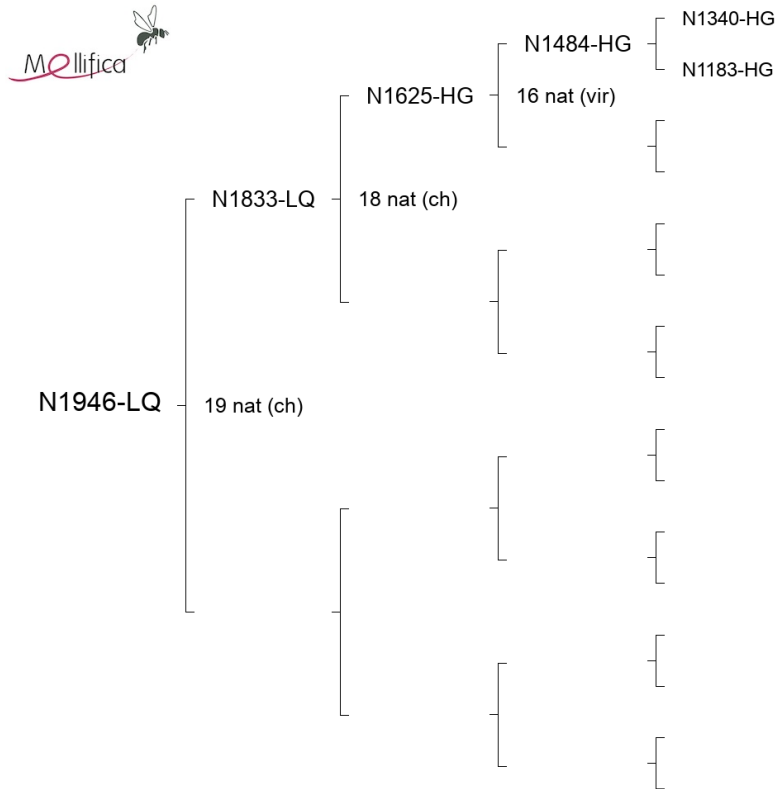 Mellifica
N1340-HG
N1484-HG
N1183-HG
N1625-HG
16 nat (vir)
N1833-LQ
18 nat (ch)
N1946-LQ
19 nat (ch)